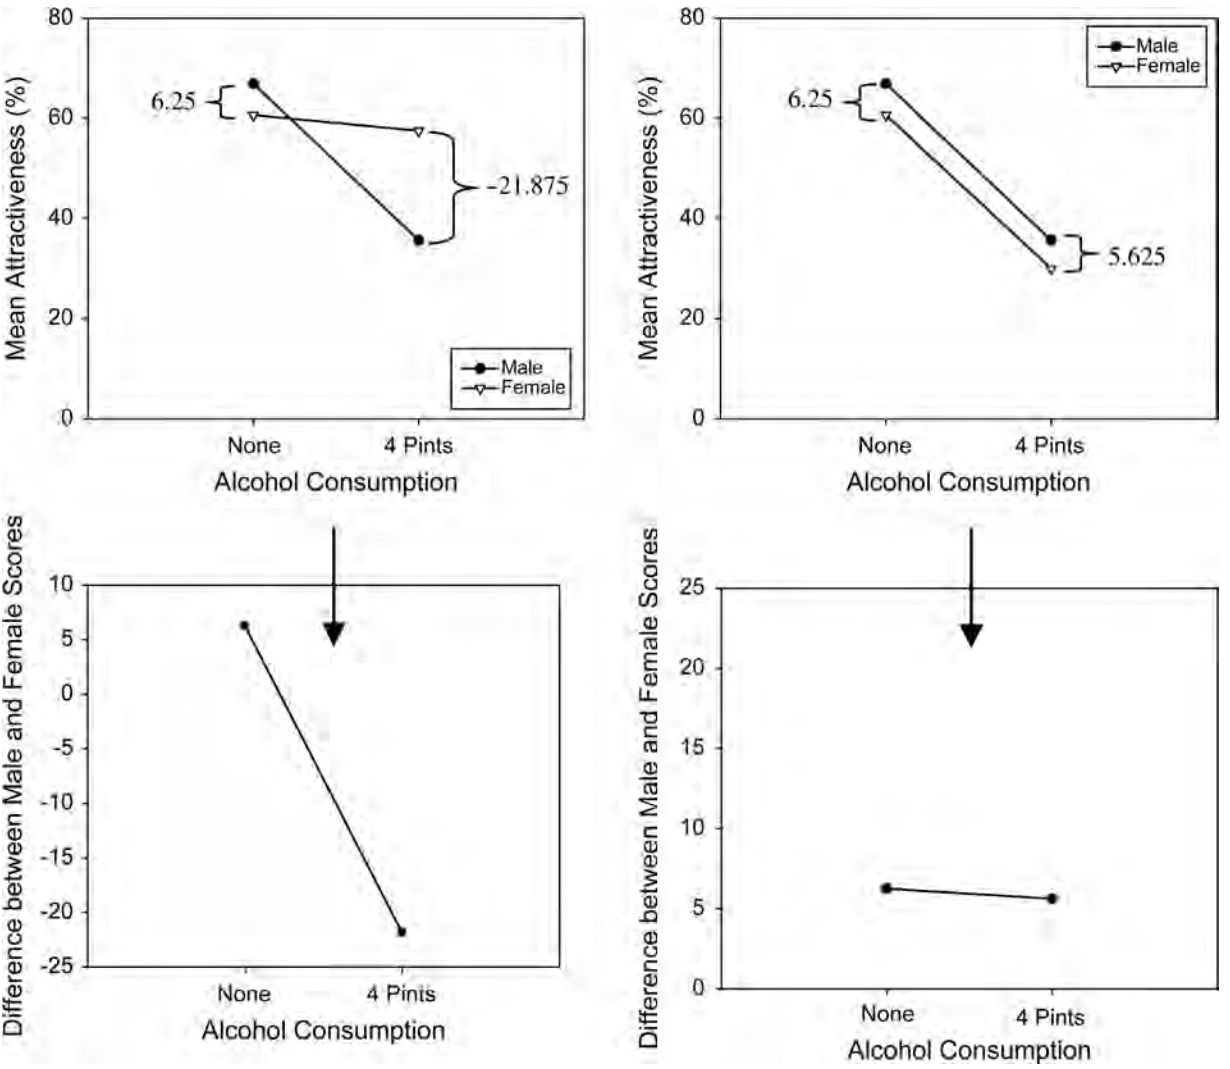 80
60
40
20
0
Mean Attractiveness (%)
6.25
-21.875
Male
Female
None
4 Pints
Alcohol Consumption
80
60
40
20
0
Mean Attractiveness (%)
Male
Female
6.25
5.625
None
4 Pints
Alcohol Consumption
Difference between Male and Female Scores
10
5
0
-5
-10
-15
-20
-25
None
4 Pints
Alcohol Consumption
Difference between Male and Female Scores
25
20
15
10
5
0
None
4 Pints
Alcohol Consumption